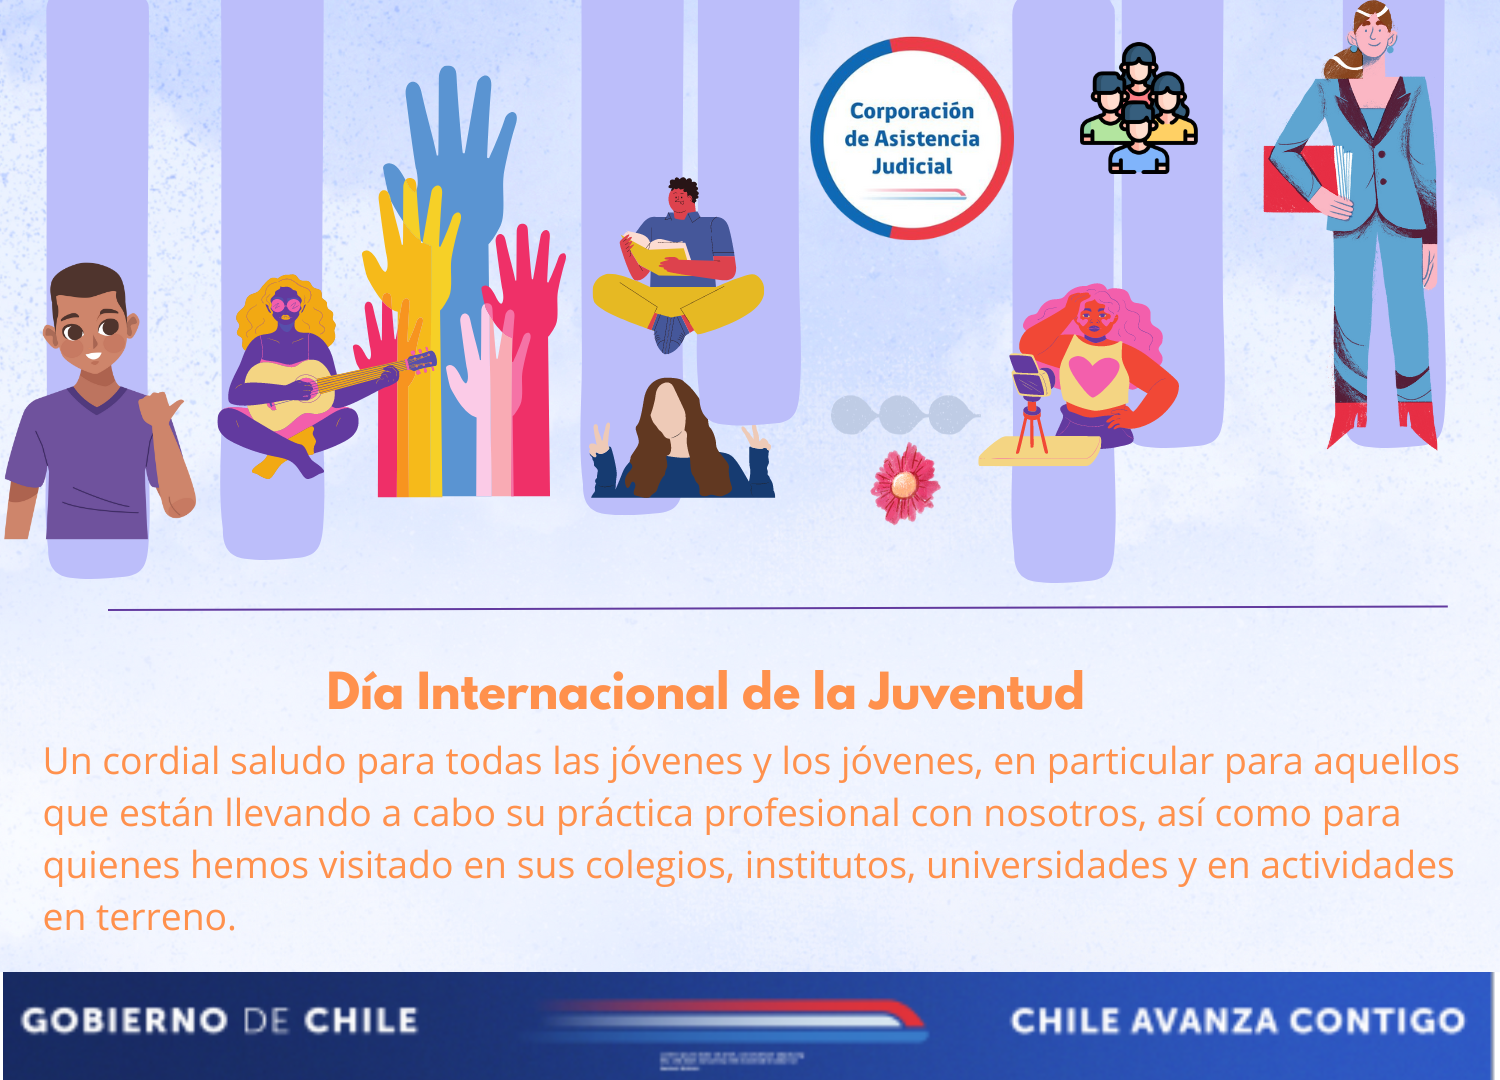 Corporación
de Asistencia
Judicial
Día Internacional de la Juventud
Un cordial saludo para todas las jóvenes y los jóvenes, en particular para aquellos
que están llevando a cabo su práctica profesional con nosotros, así como para
quienes hemos visitado en sus colegios, institutos, universidades y en actividades
en terreno.
GOBIERNO DE CHILE
CHILE AVANZA CONTIGO